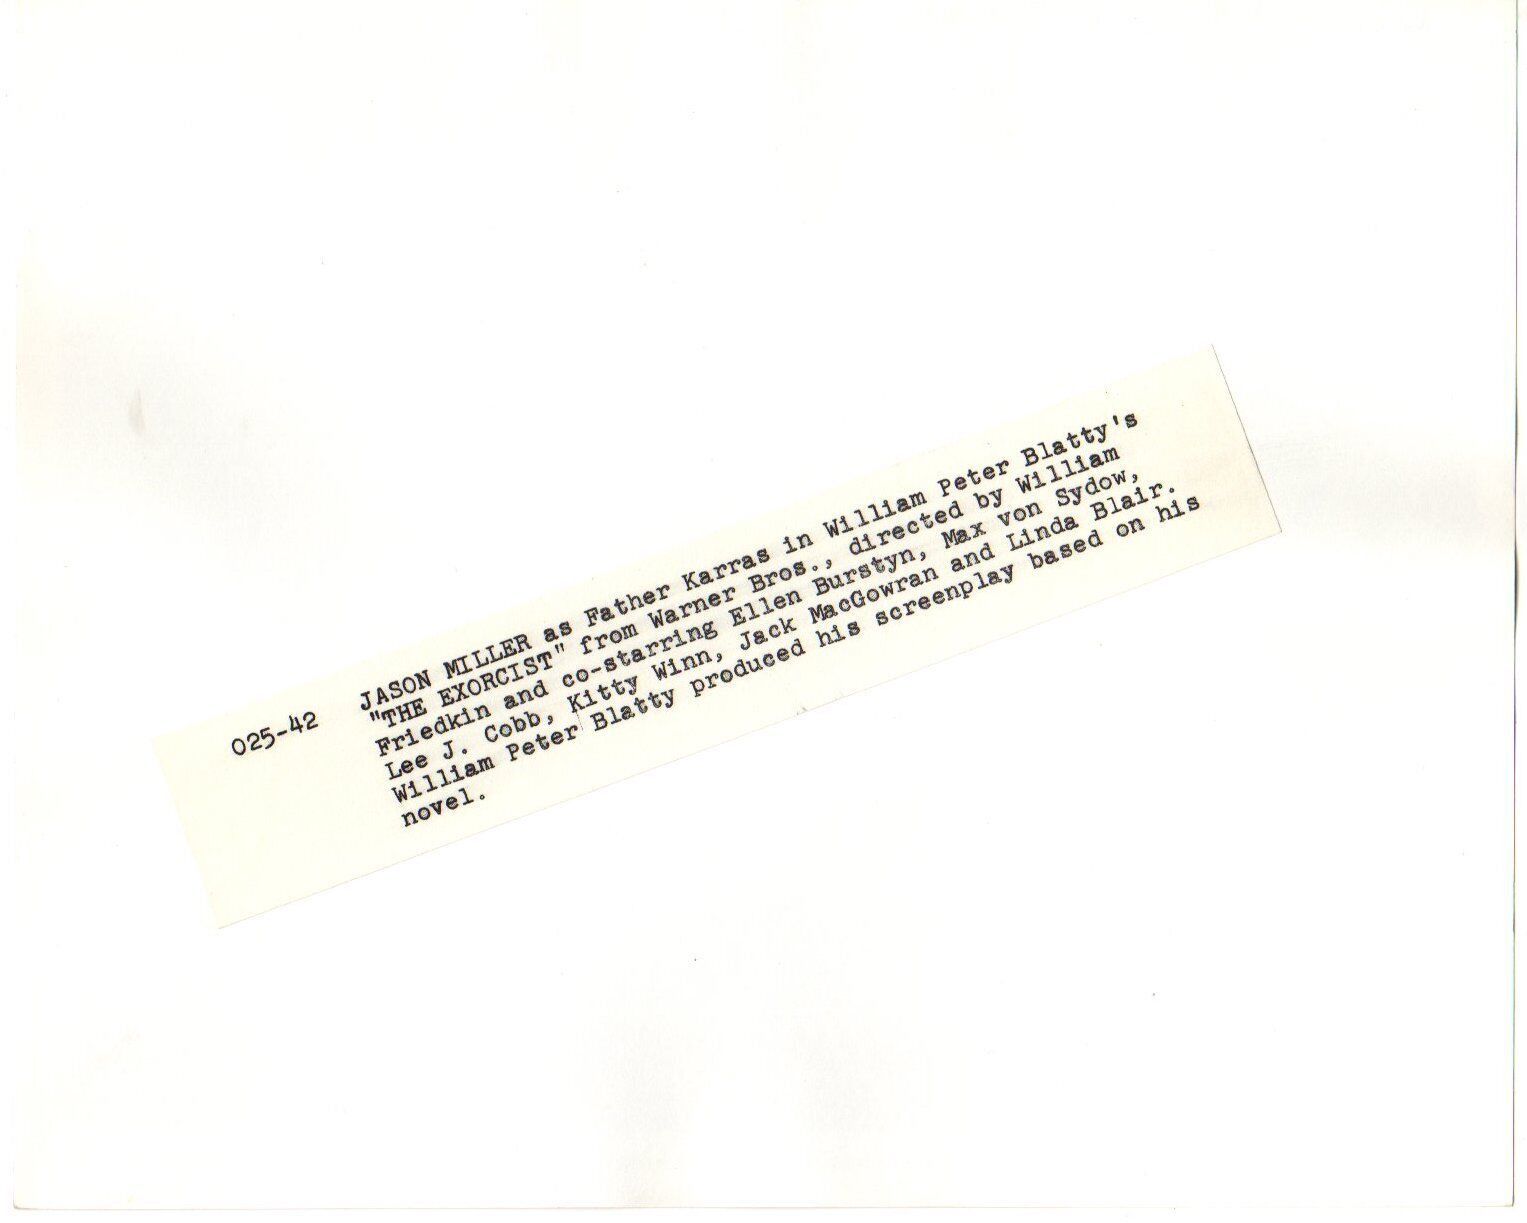 025-42 JASON MILLER as Father Karras in William Peter Blatty's
"THE EXORCIST" from Warner Bros., directed by William
Friedkin and co-starring Ellen Burstyn, Max von Sydow,
Lee J. Cobb, Kitty Winn, Jack MacGowran and Linda Blair.
William Peter Blatty produced his screenplay based on his
novel.